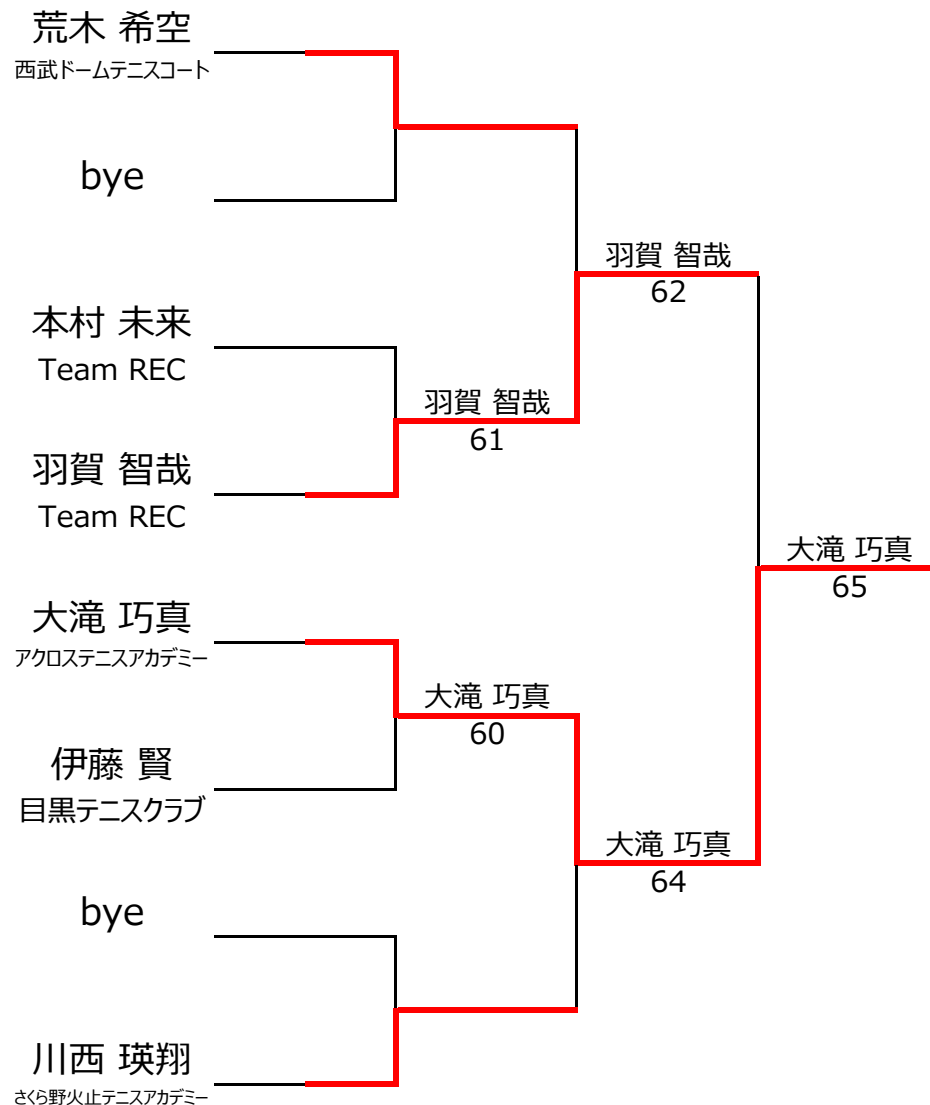 荒木 希空
西武ドームテニスコート
bye
本村 未来
Team REC
羽賀 智哉
Team REC
大滝 巧真
アクロステニスアカデミー
伊藤 賢
目黒テニスクラブ
bye
川西 瑛翔
さくら野火止テニスアカデミー
羽賀 智哉
61
大滝 巧真
60
羽賀 智哉
62
大滝 巧真
64
大滝 巧真
65